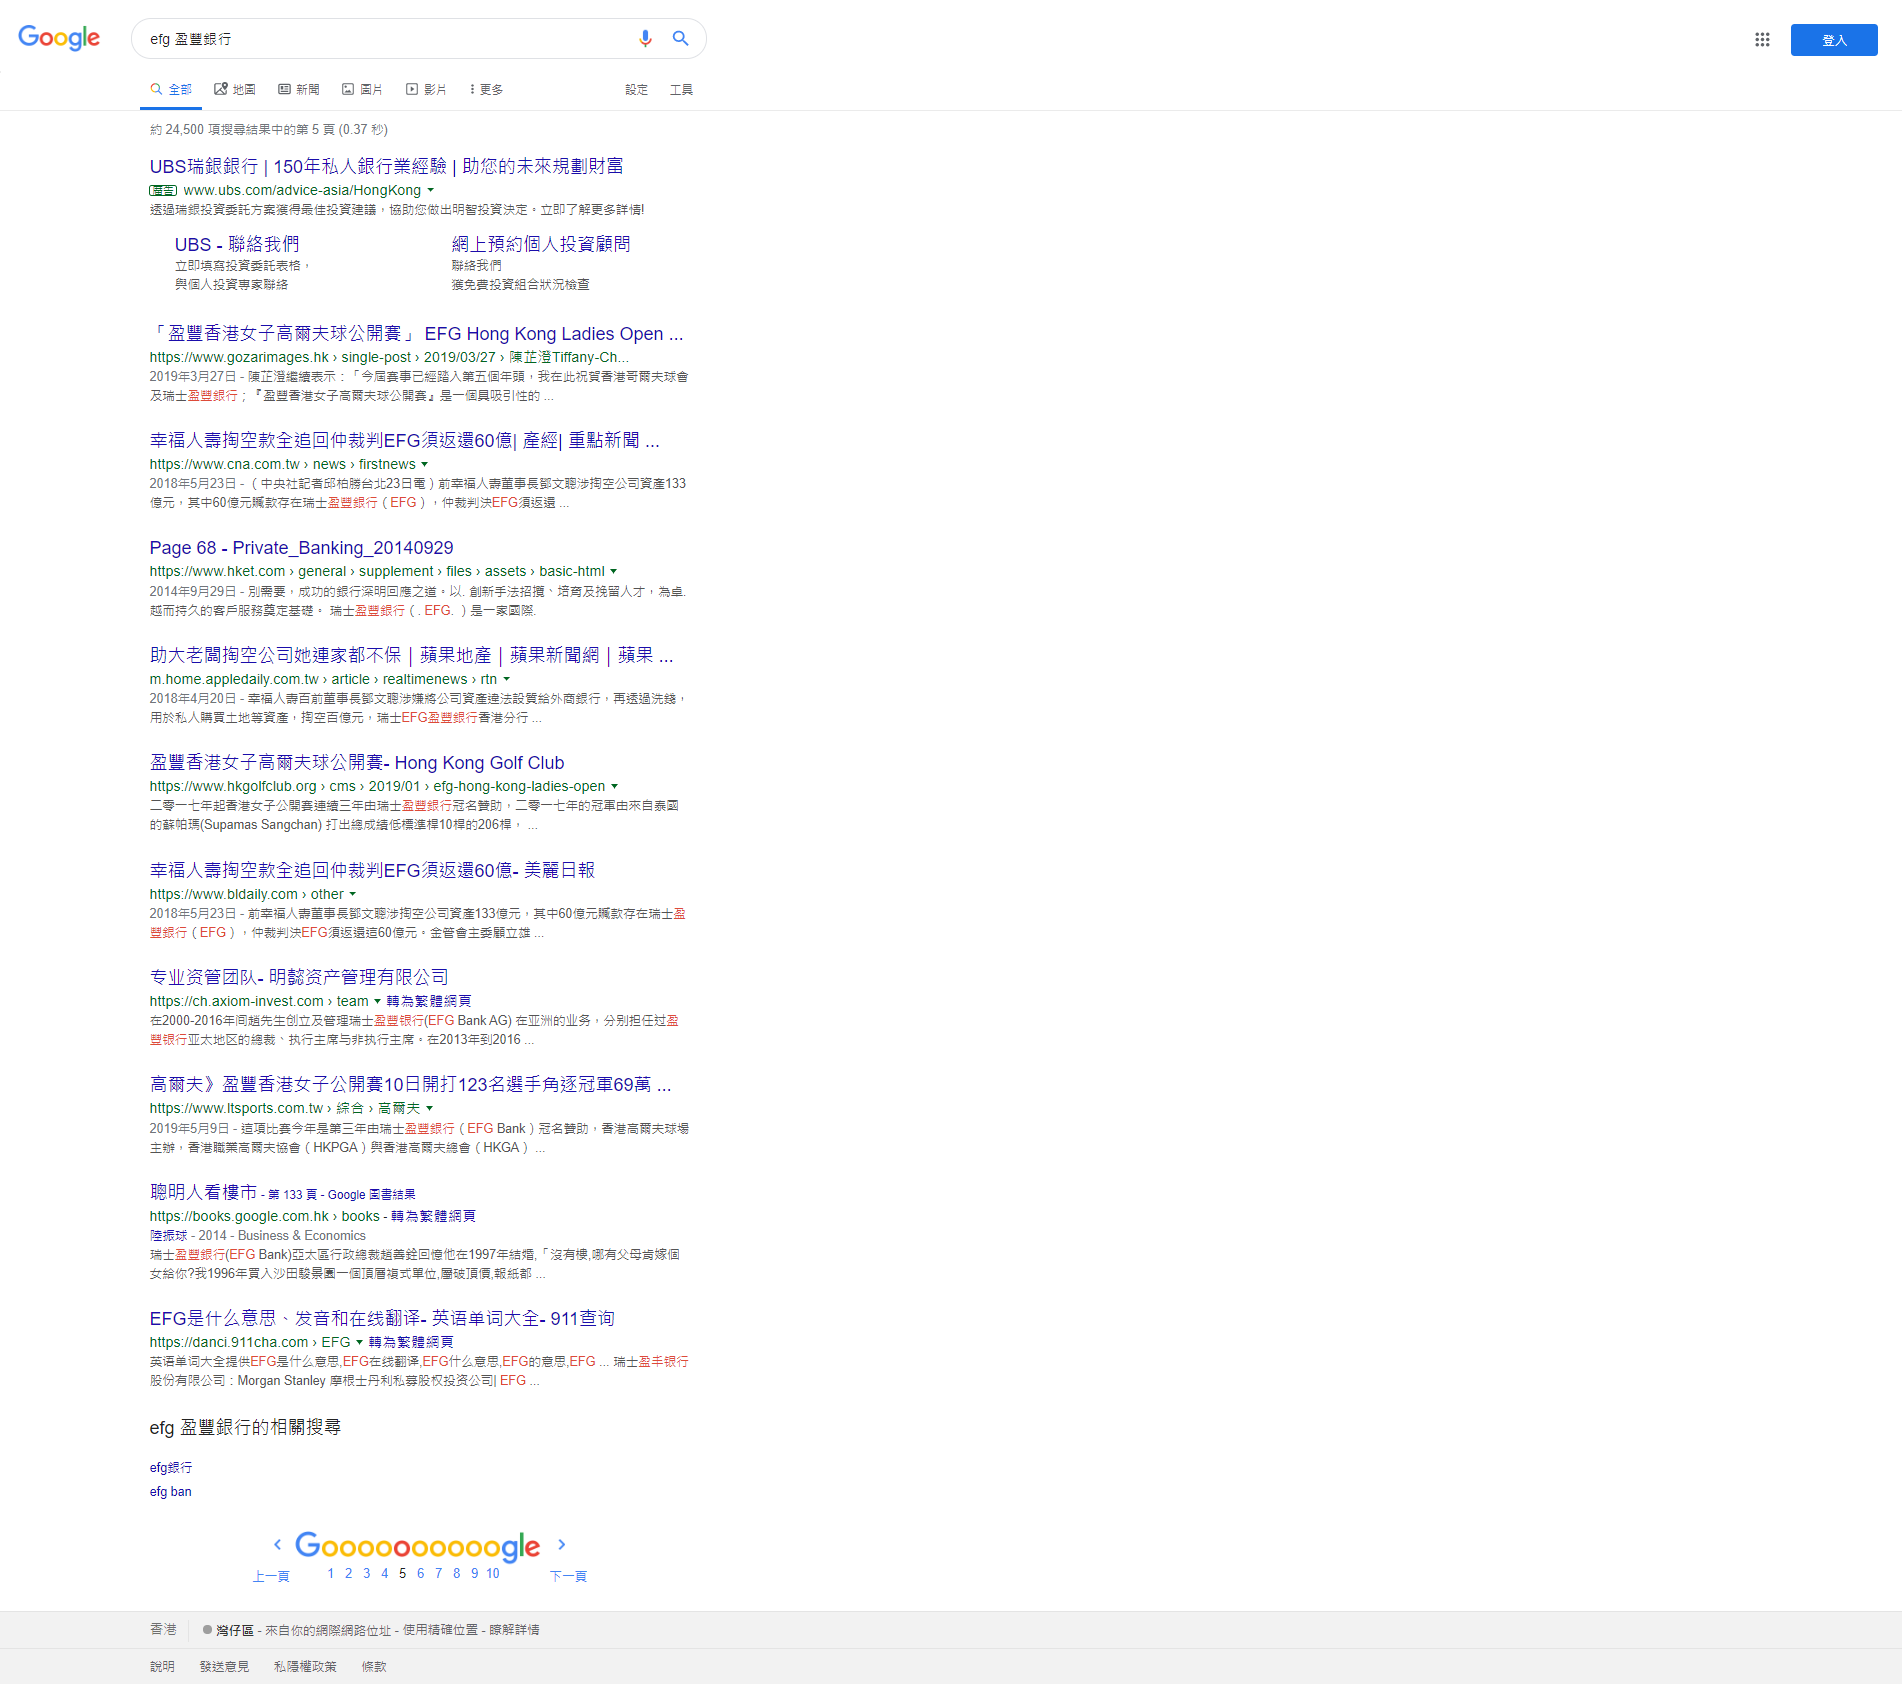 Google
efg 盈豐銀行
登入
全部 地圖 新聞 圖片 影片 更多 設定 工具
約 24,500 項搜尋結果中的第 5 頁 (0.37 秒)
UBS瑞銀銀行 | 150年私人銀行業經驗 | 助您的未來規劃財富
廣告 www.ubs.com/advice-asia/HongKong
透過瑞銀投資委託方案獲得最佳投資建議，協助您做出明智投資決定。立即了解更多詳情!
UBS - 聯絡我們
立即填寫投資委託表格，
與個人投資專家聯絡
網上預約個人投資顧問
聯絡我們
獲免費投資組合狀況檢查
「盈豐香港女子高爾夫球公開賽」 EFG Hong Kong Ladies Open ...
https://www.gozarimages.hk › single-post › 2019/03/27 › 陳芷澄Tiffany-Ch...
2019年3月27日 - 陳芷澄繼續表示：「今屆賽事已經踏入第五個年頭，我在此祝賀香港哥爾夫球會
及瑞士盈豐銀行；『盈豐香港女子高爾夫球公開賽』是一個具吸引性的 ...
幸福人壽掏空款全追回仲裁判EFG須返還60億| 產經| 重點新聞 ...
https://www.cna.com.tw › news › firstnews
2018年5月23日 - （中央社記者邱柏勝台北23日電）前幸福人壽董事長鄧文聰涉掏空公司資產133
億元，其中60億元贓款存在瑞士盈豐銀行（EFG），仲裁判決EFG須返還 ...
Page 68 - Private_Banking_20140929
https://www.hket.com › general › supplement › files › assets › basic-html
2014年9月29日 - 別需要，成功的銀行深明回應之道。以. 創新手法招攬、培育及挽留人才，為卓.
越而持久的客戶服務奠定基礎。 瑞士盈豐銀行（. EFG. ）是一家國際.
助大老闆掏空公司她連家都不保｜蘋果地產｜蘋果新聞網｜蘋果 ...
m.home.appledaily.com.tw › article › realtimenews › rtn
2018年4月20日 - 幸福人壽百前董事長鄧文聰涉嫌將公司資產違法設質給外商銀行，再透過洗錢，
用於私人購買土地等資產，掏空百億元，瑞士EFG盈豐銀行香港分行 ...
盈豐香港女子高爾夫球公開賽- Hong Kong Golf Club
https://www.hkgolfclub.org › cms › 2019/01 › efg-hong-kong-ladies-open
二零一七年起香港女子公開賽連續三年由瑞士盈豐銀行冠名贊助，二零一七年的冠軍由來自泰國
的蘇帕瑪(Supamas Sangchan) 打出總成績低標準桿10桿的206桿， ...
幸福人壽掏空款全追回仲裁判EFG須返還60億- 美麗日報
https://www.bldaily.com › other
2018年5月23日 - 前幸福人壽董事長鄧文聰涉掏空公司資產133億元，其中60億元贓款存在瑞士盈
豐銀行（EFG），仲裁判決EFG須返還這60億元。金管會主委顧立雄 ...
专业资管团队- 明懿资产管理有限公司
https://ch.axiom-invest.com › team 轉為繁體網頁
在2000-2016年间趙先生创立及管理瑞士盈豐银行(EFG Bank AG) 在亚洲的业务，分别担任过盈
豐银行亚太地区的總裁、执行主席与非执行主席。在2013年到2016 ...
高爾夫》盈豐香港女子公開賽10日開打123名選手角逐冠軍69萬 ...
https://www.ltsports.com.tw › 綜合 › 高爾夫
2019年5月9日 - 這項比賽今年是第三年由瑞士盈豐銀行（EFG Bank）冠名贊助，香港高爾夫球場
主辦，香港職業高爾夫協會（HKPGA）與香港高爾夫總會（HKGA） ...
聰明人看樓市 - 第 133 頁 - Google 圖書結果
https://books.google.com.hk › books - 轉為繁體網頁
陸振球 - 2014 - Business & Economics
瑞士盈豐銀行(EFG Bank)亞太區行政總裁趙善銓回憶他在1997年結婚,「沒有樓,哪有父母肯嫁個
女給你?我1996年買入沙田駿景園一個頂層複式單位,屬破頂價,報紙都 ...
EFG是什么意思、发音和在线翻译- 英语单词大全- 911查询
https://danci.911cha.com › EFG 轉為繁體網頁
英语单词大全提供EFG是什么意思,EFG在线翻译,EFG什么意思,EFG的意思,EFG ... 瑞士盈丰银行
股份有限公司：Morgan Stanley 摩根士丹利私募股权投资公司| EFG ...
efg 盈豐銀行的相關搜尋
efg銀行
efg ban
Goooooooooogle
上一頁 1 2 3 4 5 6 7 8 9 10 下一頁
香港 灣仔區 - 來自你的網際網路位址 - 使用精確位置 - 瞭解詳情
說明 發送意見 私隱權政策 條款